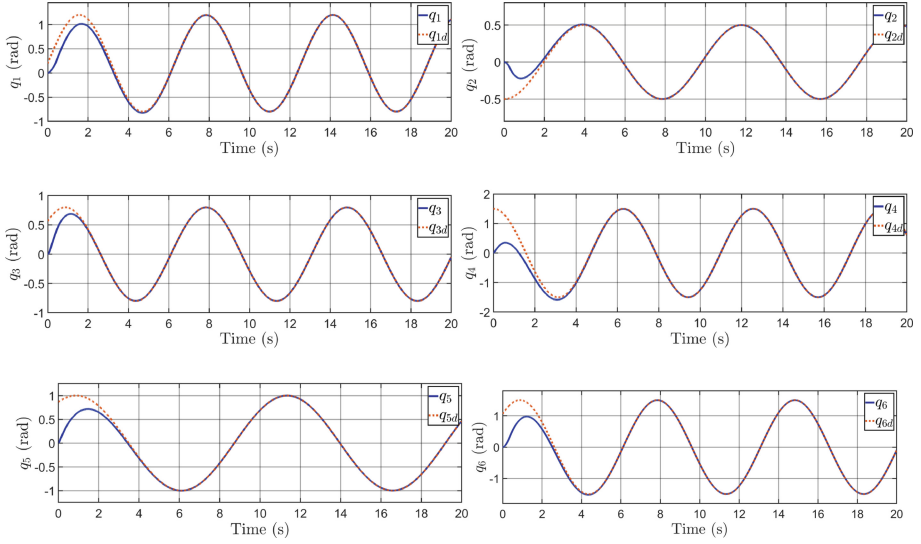 q1 (rad)
1
0.5
0
-0.5
-1
q1
q1d
0 2 4 6 8 10 12 14 16 18 20
Time (s)
q2 (rad)
0.5
0
-0.5
q2
q2d
0 2 4 6 8 10 12 14 16 18 20
Time (s)
q3 (rad)
1
0.5
0
-0.5
-1
q3
q3d
0 2 4 6 8 10 12 14 16 18 20
Time (s)
q4 (rad)
2
1
0
-1
-2
q4
q4d
0 2 4 6 8 10 12 14 16 18 20
Time (s)
q5 (rad)
1
0.5
0
-0.5
-1
q5
q5d
0 2 4 6 8 10 12 14 16 18 20
Time (s)
q6 (rad)
1
0
-1
q6
q6d
0 2 4 6 8 10 12 14 16 18 20
Time (s)